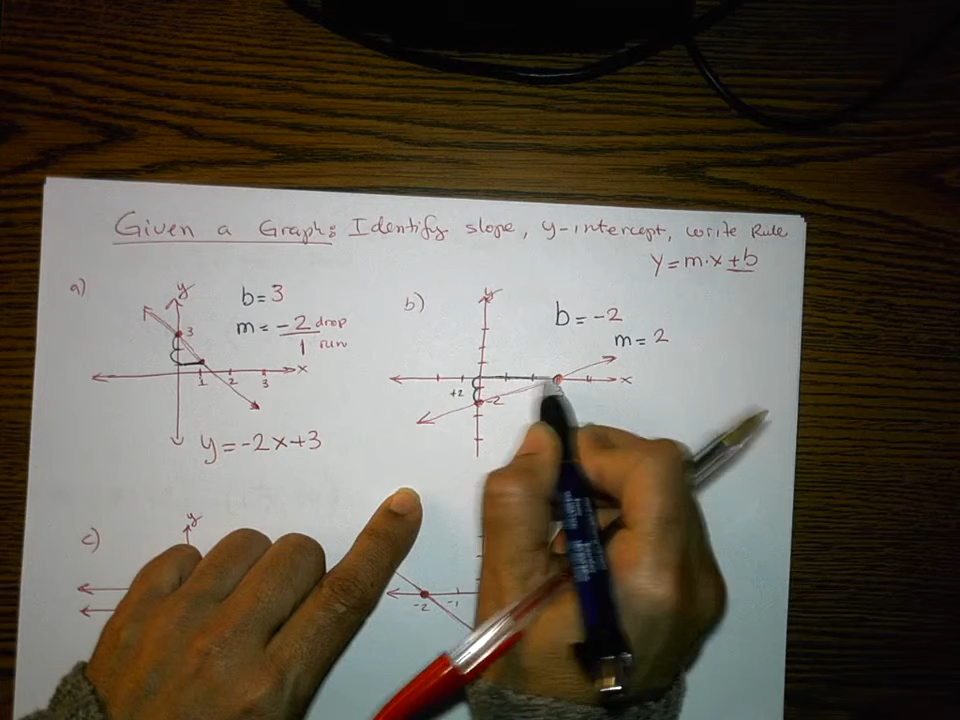 Given a Graph: Identify slope, y-intercept, write Rule
y = m·x + b
a)
y
b = 3
m = -2 drop
1 run
3
x
1 2 3
y = -2x+3
b)
y
b = -2
m = 2
x
+2
-2
c)
y
-2 -1